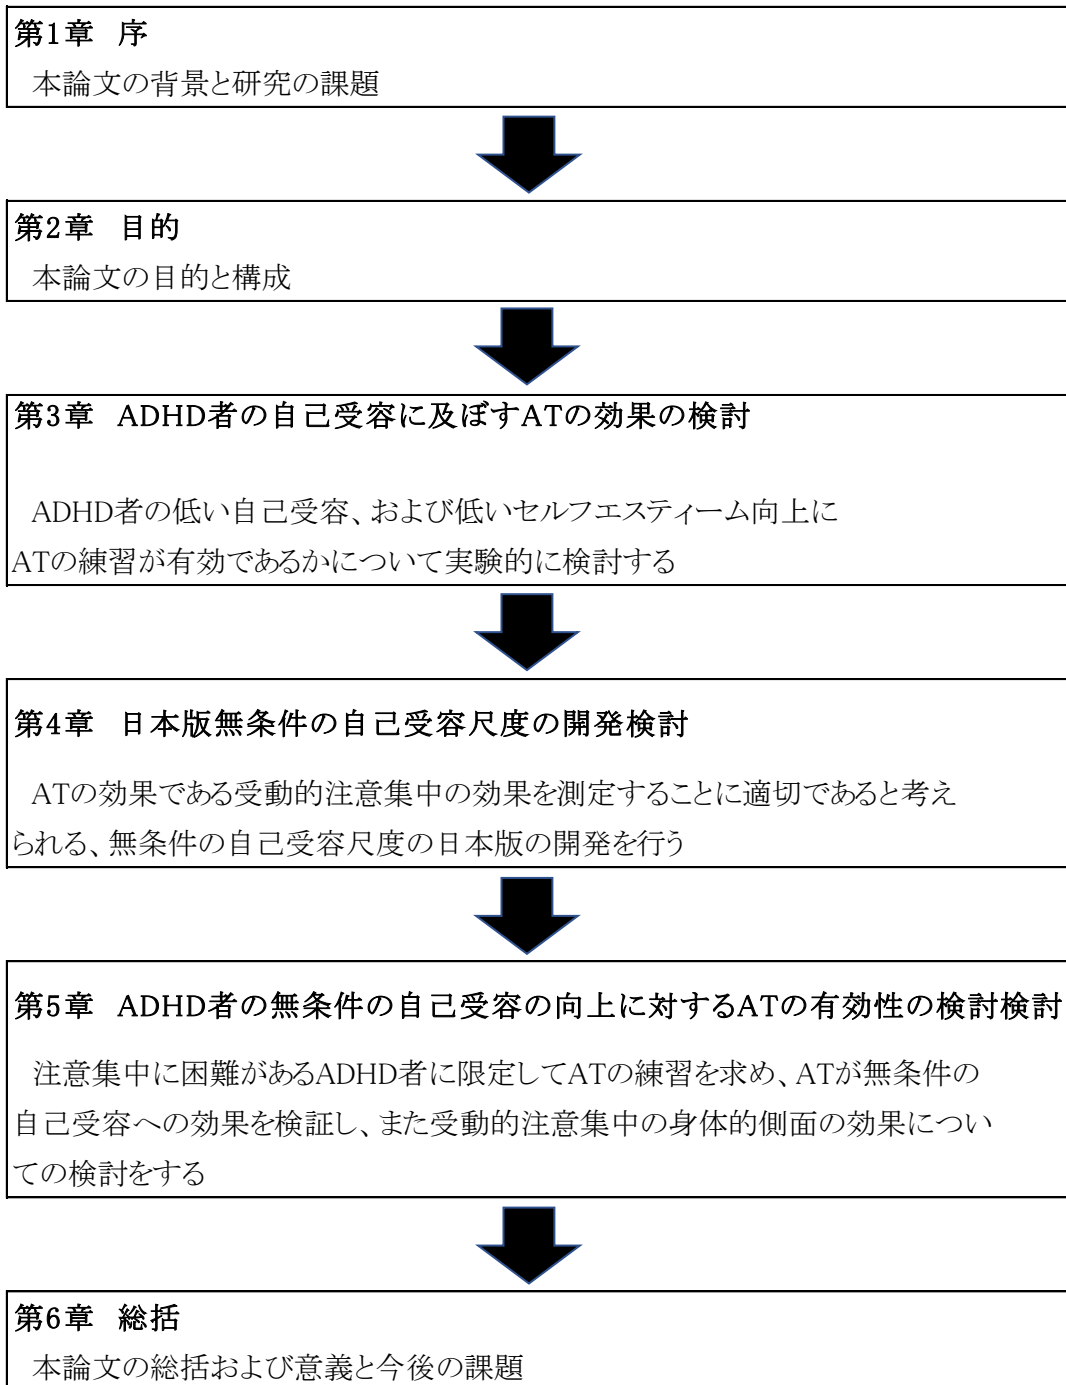 第1章 序
本論文の背景と研究の課題
第2章 目的
本論文の目的と構成
第3章 ADHD者の自己受容に及ぼすATの効果の検討
ADHD者の低い自己受容、および低いセルフエスティーム向上に
ATの練習が有効であるかについて実験的に検討する
第4章 日本版無条件の自己受容尺度の開発検討
ATの効果である受動的注意集中の効果を測定することに適切であると考え
られる、無条件の自己受容尺度の日本版の開発を行う
第5章 ADHD者の無条件の自己受容の向上に対するATの有効性の検討検討
注意集中に困難があるADHD者に限定してATの練習を求め、ATが無条件の
自己受容への効果を検証し、また受動的注意集中の身体的側面の効果につい
ての検討をする
第6章 総括
本論文の総括および意義と今後の課題